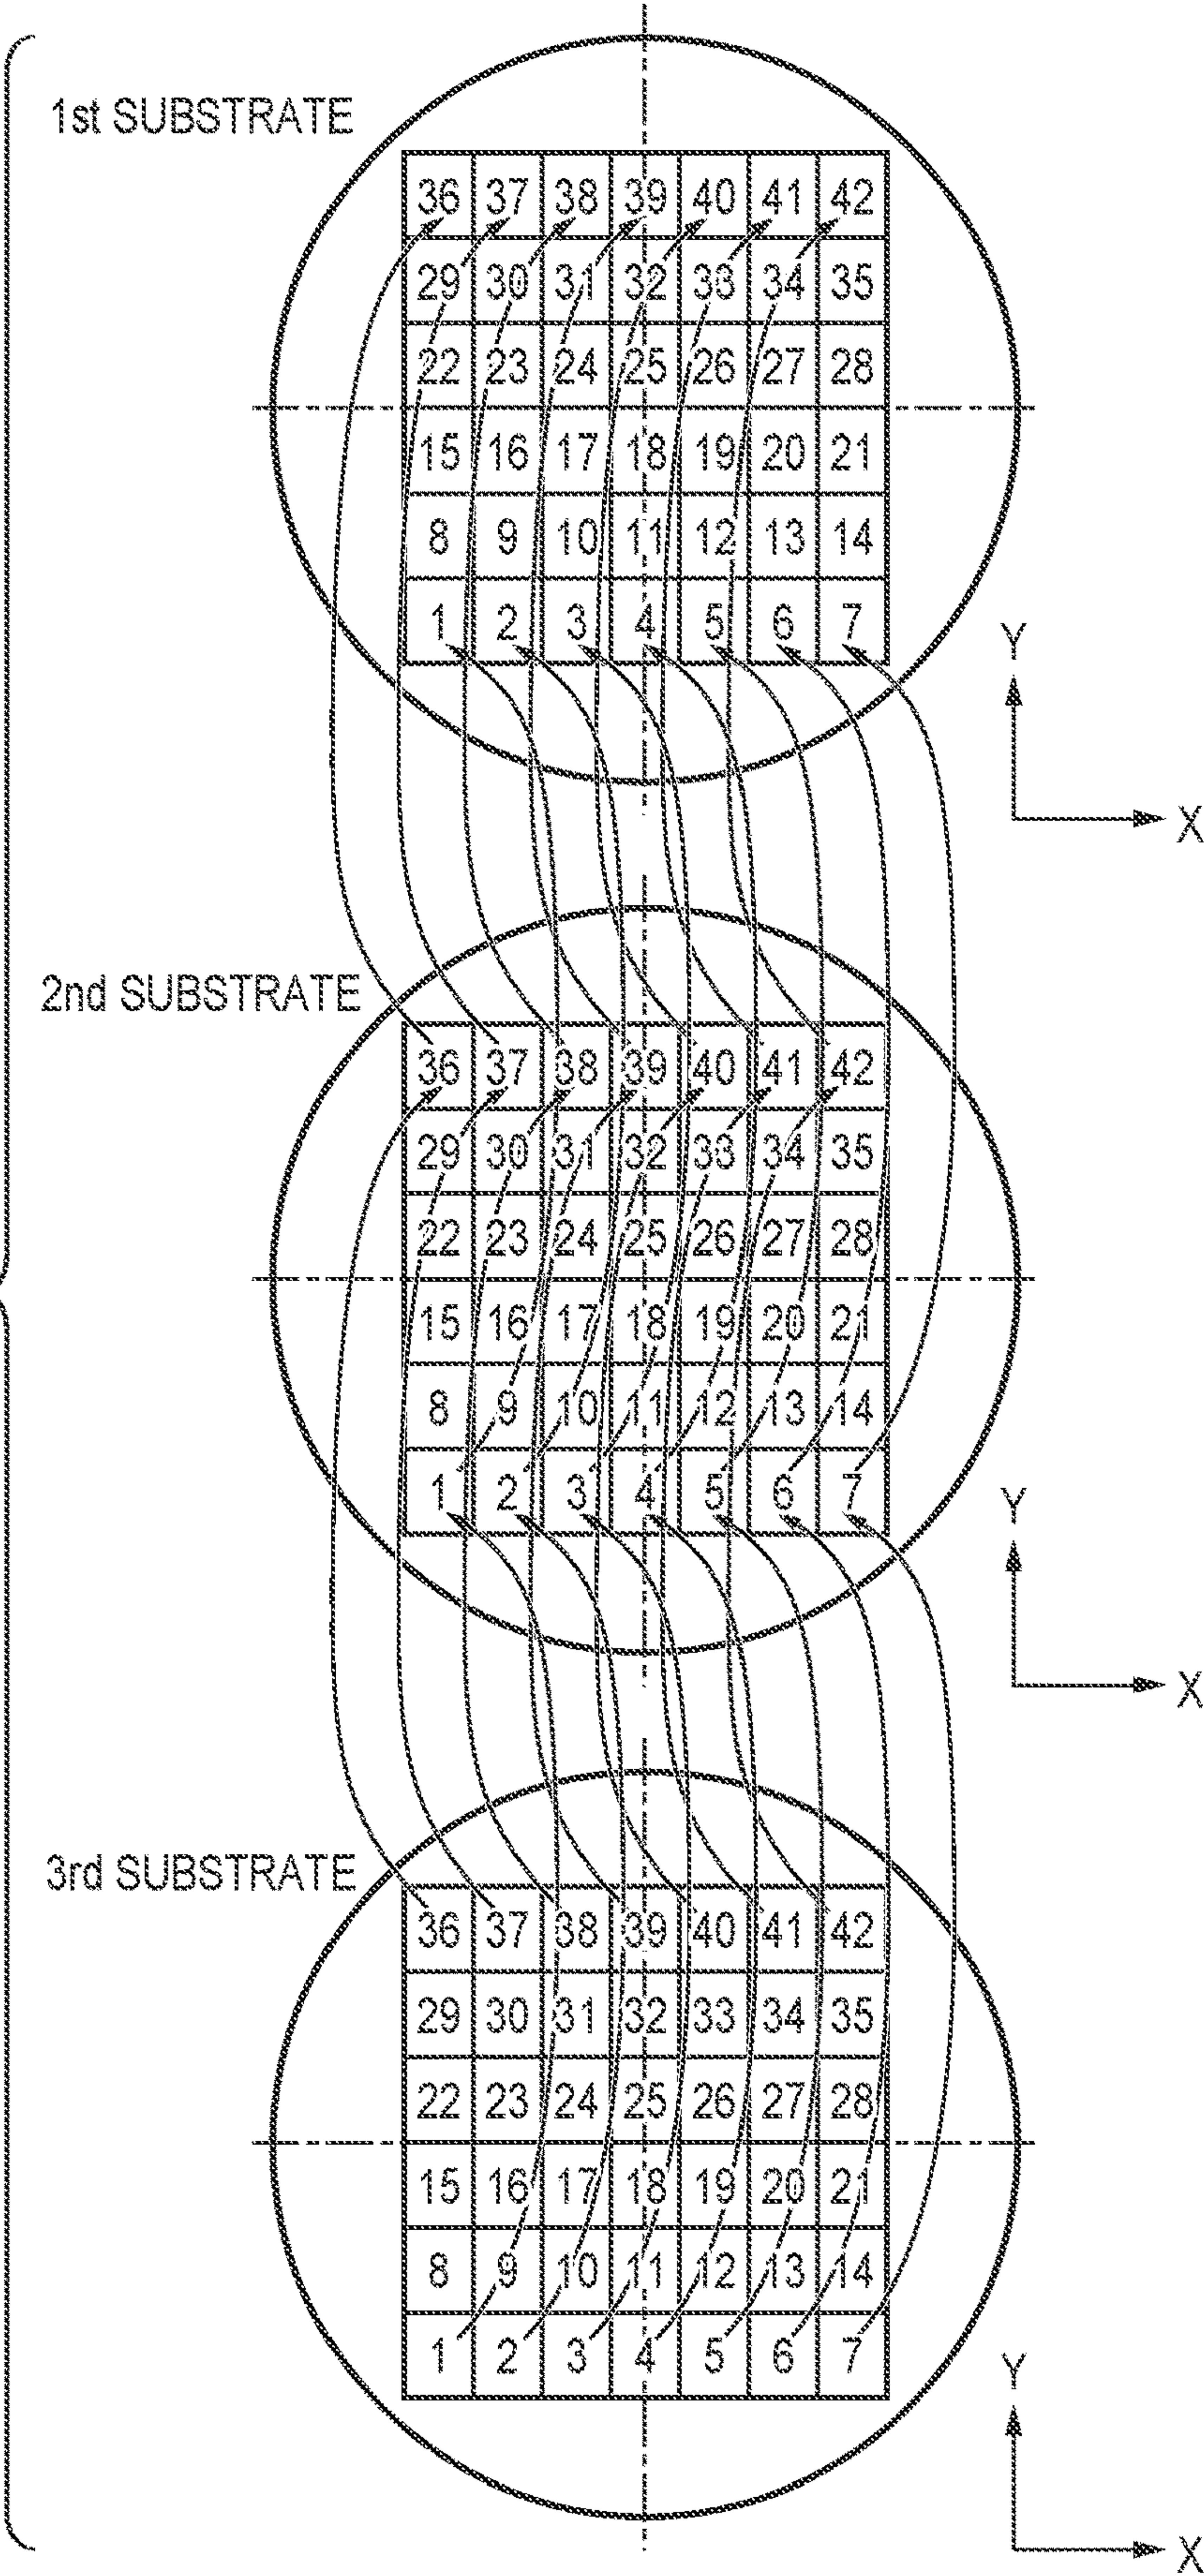 1st SUBSTRATE
36 37 38 39 40 41 42
29 30 31 32 33 34 35
22 23 24 25 26 27 28
15 16 17 18 19 20 21
8 9 10 11 12 13 14
1 2 3 4 5 6 7
Y
X
2nd SUBSTRATE
36 37 38 39 40 41 42
29 30 31 32 33 34 35
22 23 24 25 26 27 28
15 16 17 18 19 20 21
8 9 10 11 12 13 14
1 2 3 4 5 6 7
Y
X
3rd SUBSTRATE
36 37 38 39 40 41 42
29 30 31 32 33 34 35
22 23 24 25 26 27 28
15 16 17 18 19 20 21
8 9 10 11 12 13 14
1 2 3 4 5 6 7
Y
X